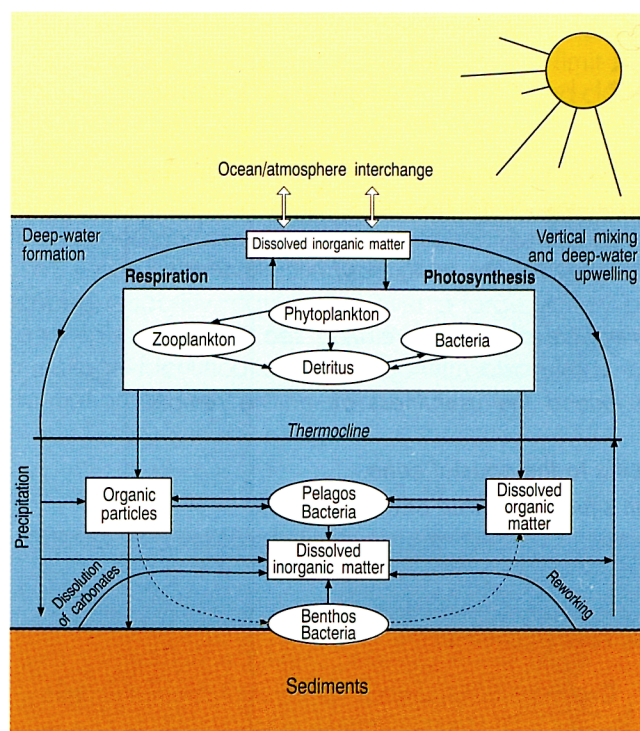 Ocean/atmosphere interchange
Deep-water
formation
Dissolved inorganic matter
Vertical mixing
and deep-water
upwelling
Respiration
Photosynthesis
Phytoplankton
Zooplankton
Bacteria
Detritus
Thermocline
Precipitation
Organic
particles
Pelagos
Bacteria
Dissolved
organic
matter
Dissolved
inorganic matter
Dissolution
of carbonates
Reworking
Benthos
Bacteria
Sediments